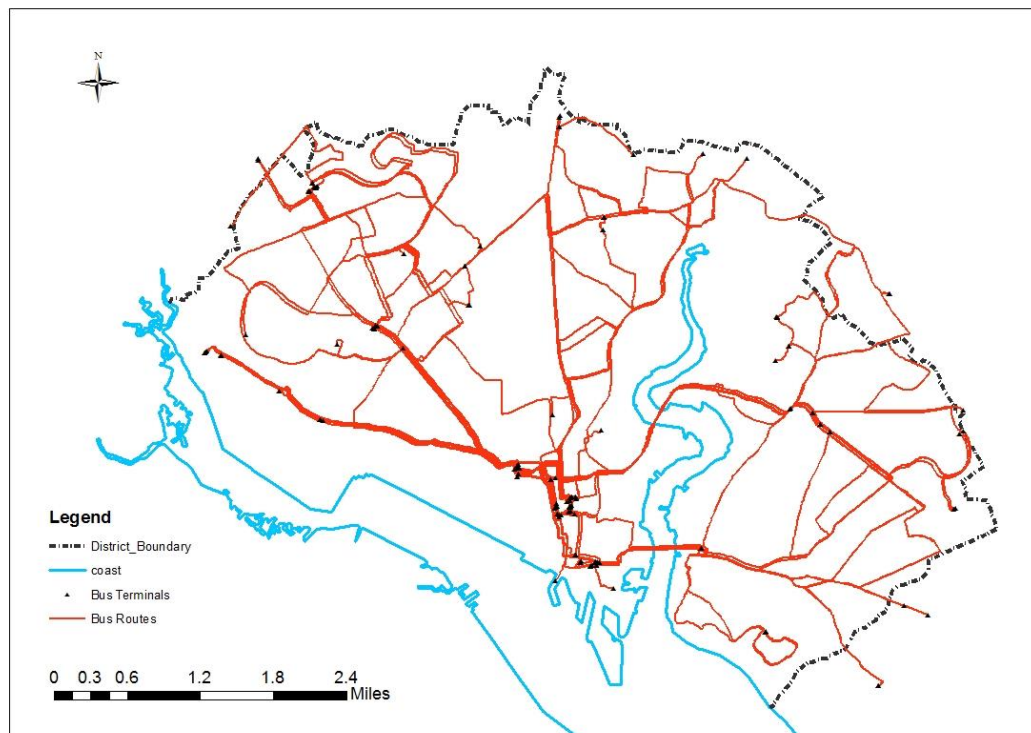 N
Legend
District_Boundary
coast
Bus Terminals
Bus Routes
0 0.3 0.6 1.2 1.8 2.4
Miles